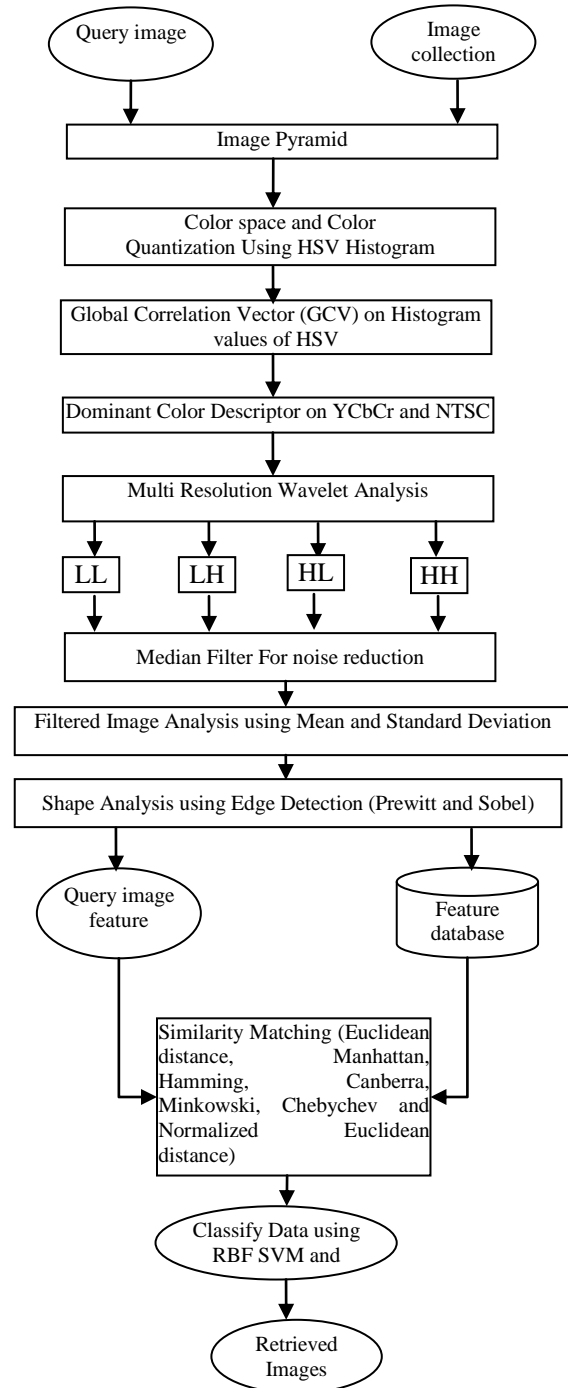 Query image
Image
collection
Image Pyramid
Color space and Color
Quantization Using HSV Histogram
Global Correlation Vector (GCV) on Histogram
values of HSV
Dominant Color Descriptor on YCbCr and NTSC
Multi Resolution Wavelet Analysis
LL LH HL HH
Median Filter For noise reduction
Filtered Image Analysis using Mean and Standard Deviation
Shape Analysis using Edge Detection (Prewitt and Sobel)
Query image
feature
Feature
database
Similarity Matching (Euclidean
distance, Manhattan,
Hamming, Canberra,
Minkowski, Chebychev and
Normalized Euclidean
distance)
Classify Data using
RBF SVM and
Retrieved
Images